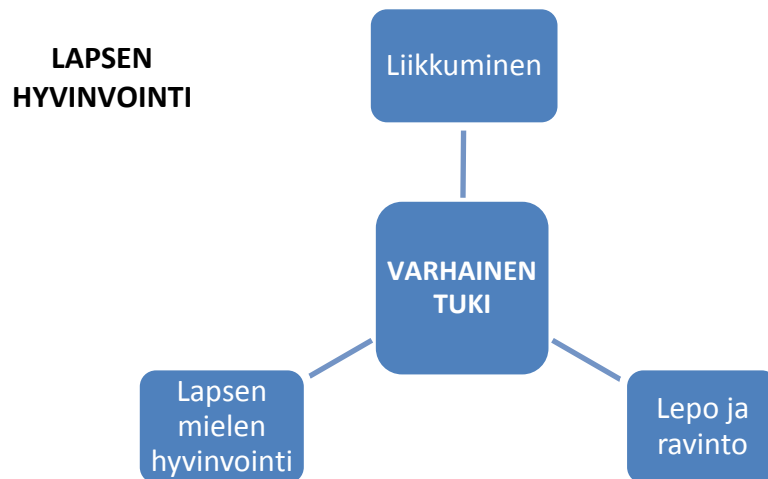 LAPSEN
HYVINVOINTI
Liikkuminen
VARHAINEN
TUKI
Lapsen
mielen
hyvinvointi
Lepo ja
ravinto